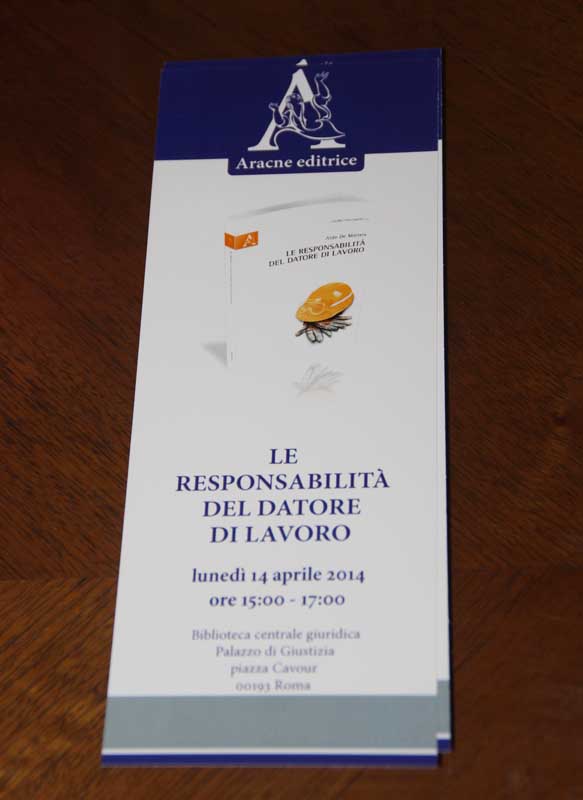 Aracne editrice
LE RESPONSABILITÀ
DEL DATORE DI LAVORO
LE
RESPONSABILITÀ
DEL DATORE
DI LAVORO
lunedì 14 aprile 2014
ore 15:00 - 17:00
Biblioteca centrale giuridica
Palazzo di Giustizia
piazza Cavour
00193 Roma